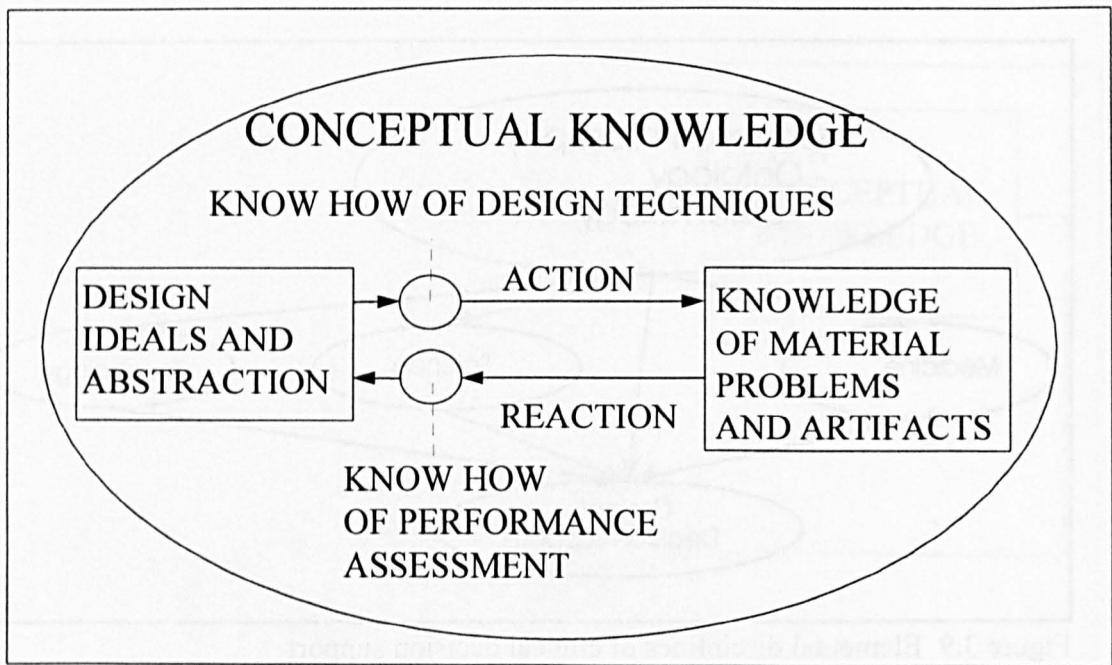 CONCEPTUAL KNOWLEDGE
KNOW HOW OF DESIGN TECHNIQUES
DESIGN
IDEALS AND
ABSTRACTION
ACTION
REACTION
KNOWLEDGE
OF MATERIAL
PROBLEMS
AND ARTIFACTS
KNOW HOW
OF PERFORMANCE
ASSESSMENT